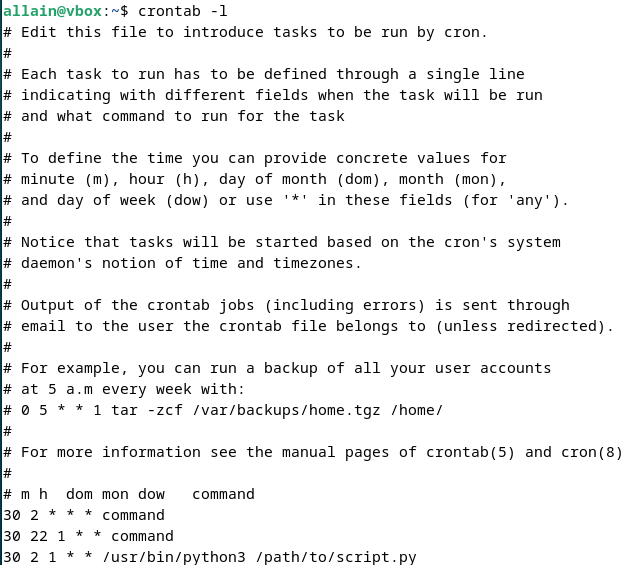 allain@vbox:~$ crontab -l
# Edit this file to introduce tasks to be run by cron.
#
# Each task to run has to be defined through a single line
# indicating with different fields when the task will be run
# and what command to run for the task
#
# To define the time you can provide concrete values for
# minute (m), hour (h), day of month (dom), month (mon),
# and day of week (dow) or use '*' in these fields (for 'any').
#
# Notice that tasks will be started based on the cron's system
# daemon's notion of time and timezones.
#
# Output of the crontab jobs (including errors) is sent through
# email to the user the crontab file belongs to (unless redirected).
#
# For example, you can run a backup of all your user accounts
# at 5 a.m every week with:
# 0 5 * * 1 tar -zcf /var/backups/home.tgz /home/
#
# For more information see the manual pages of crontab(5) and cron(8)
#
# m h  dom mon dow   command
30 2 * * * command
30 22 1 * * command
30 2 1 * * /usr/bin/python3 /path/to/script.py